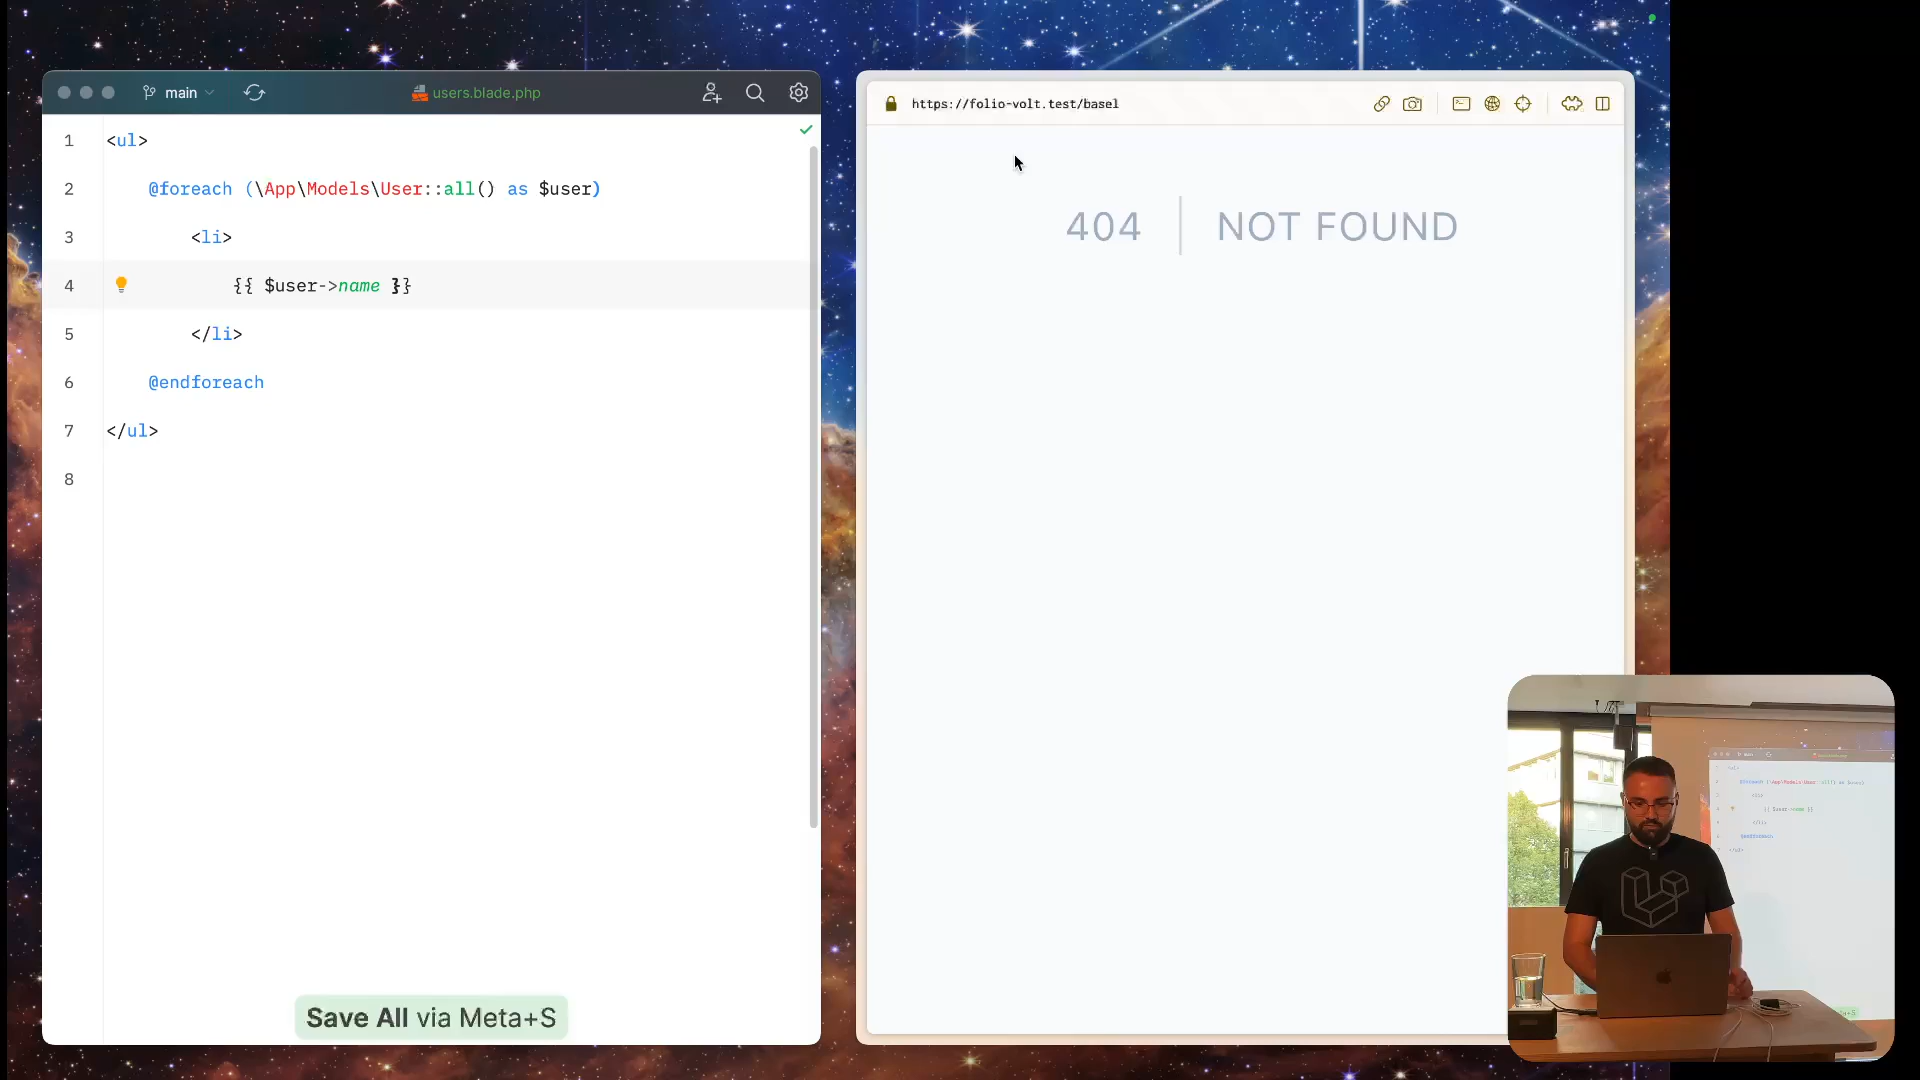 main
users.blade.php
1 <ul>
2 @foreach (\App\Models\User::all() as $user)
3 <li>
4 {{ $user->name }}
5 </li>
6 @endforeach
7 </ul>
8
Save All via Meta+S
https://folio-volt.test/basel
404 | NOT FOUND